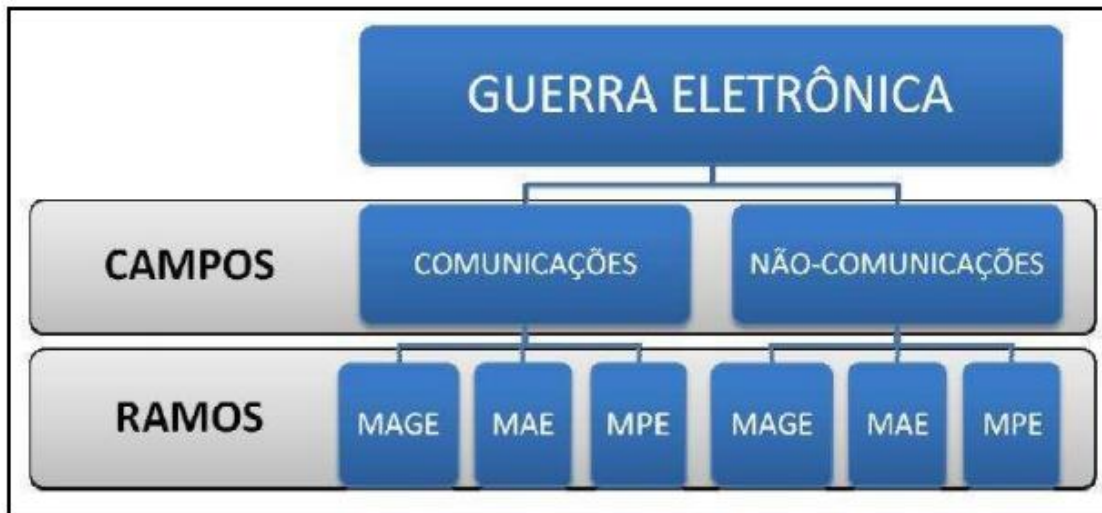 GUERRA ELETRÔNICA
CAMPOS
COMUNICAÇÕES
NÃO-COMUNICAÇÕES
RAMOS
MAGE
MAE
MPE
MAGE
MAE
MPE